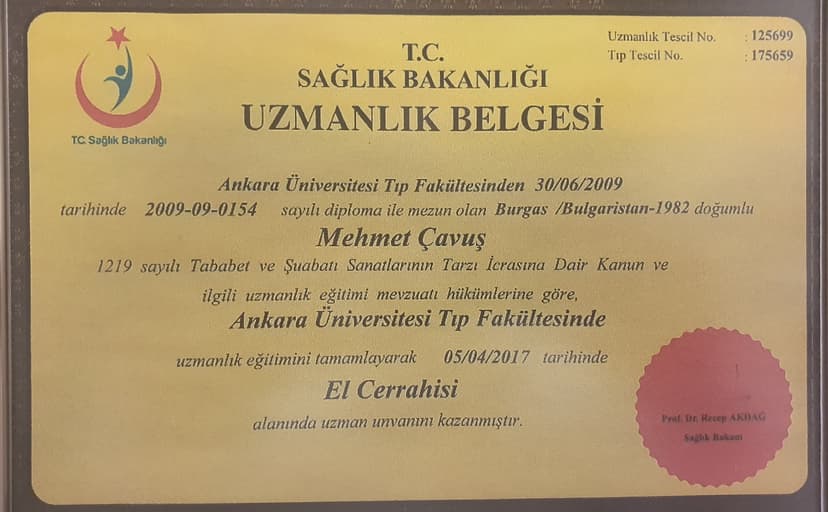 Uzmanlık Tescil No. : 125699
Tıp Tescil No. : 175659
T.C.
SAĞLIK BAKANLIĞI
UZMANLIK BELGESİ
T.C. Sağlık Bakanlığı
Ankara Üniversitesi Tıp Fakültesinden 30/06/2009
tarihinde 2009-09-0154 sayılı diploma ile mezun olan Burgas /Bulgaristan-1982 doğumlu
Mehmet Çavuş
1219 sayılı Tababet ve Şuabatı Sanatlarının Tarzı İcrasına Dair Kanun ve
ilgili uzmanlık eğitimi mevzuatı hükümlerine göre,
Ankara Üniversitesi Tıp Fakültesinde
uzmanlık eğitimini tamamlayarak 05/04/2017 tarihinde
El Cerrahisi
alanında uzman unvanını kazanmıştır.
Prof. Dr. Recep AKDAĞ
Sağlık Bakanı